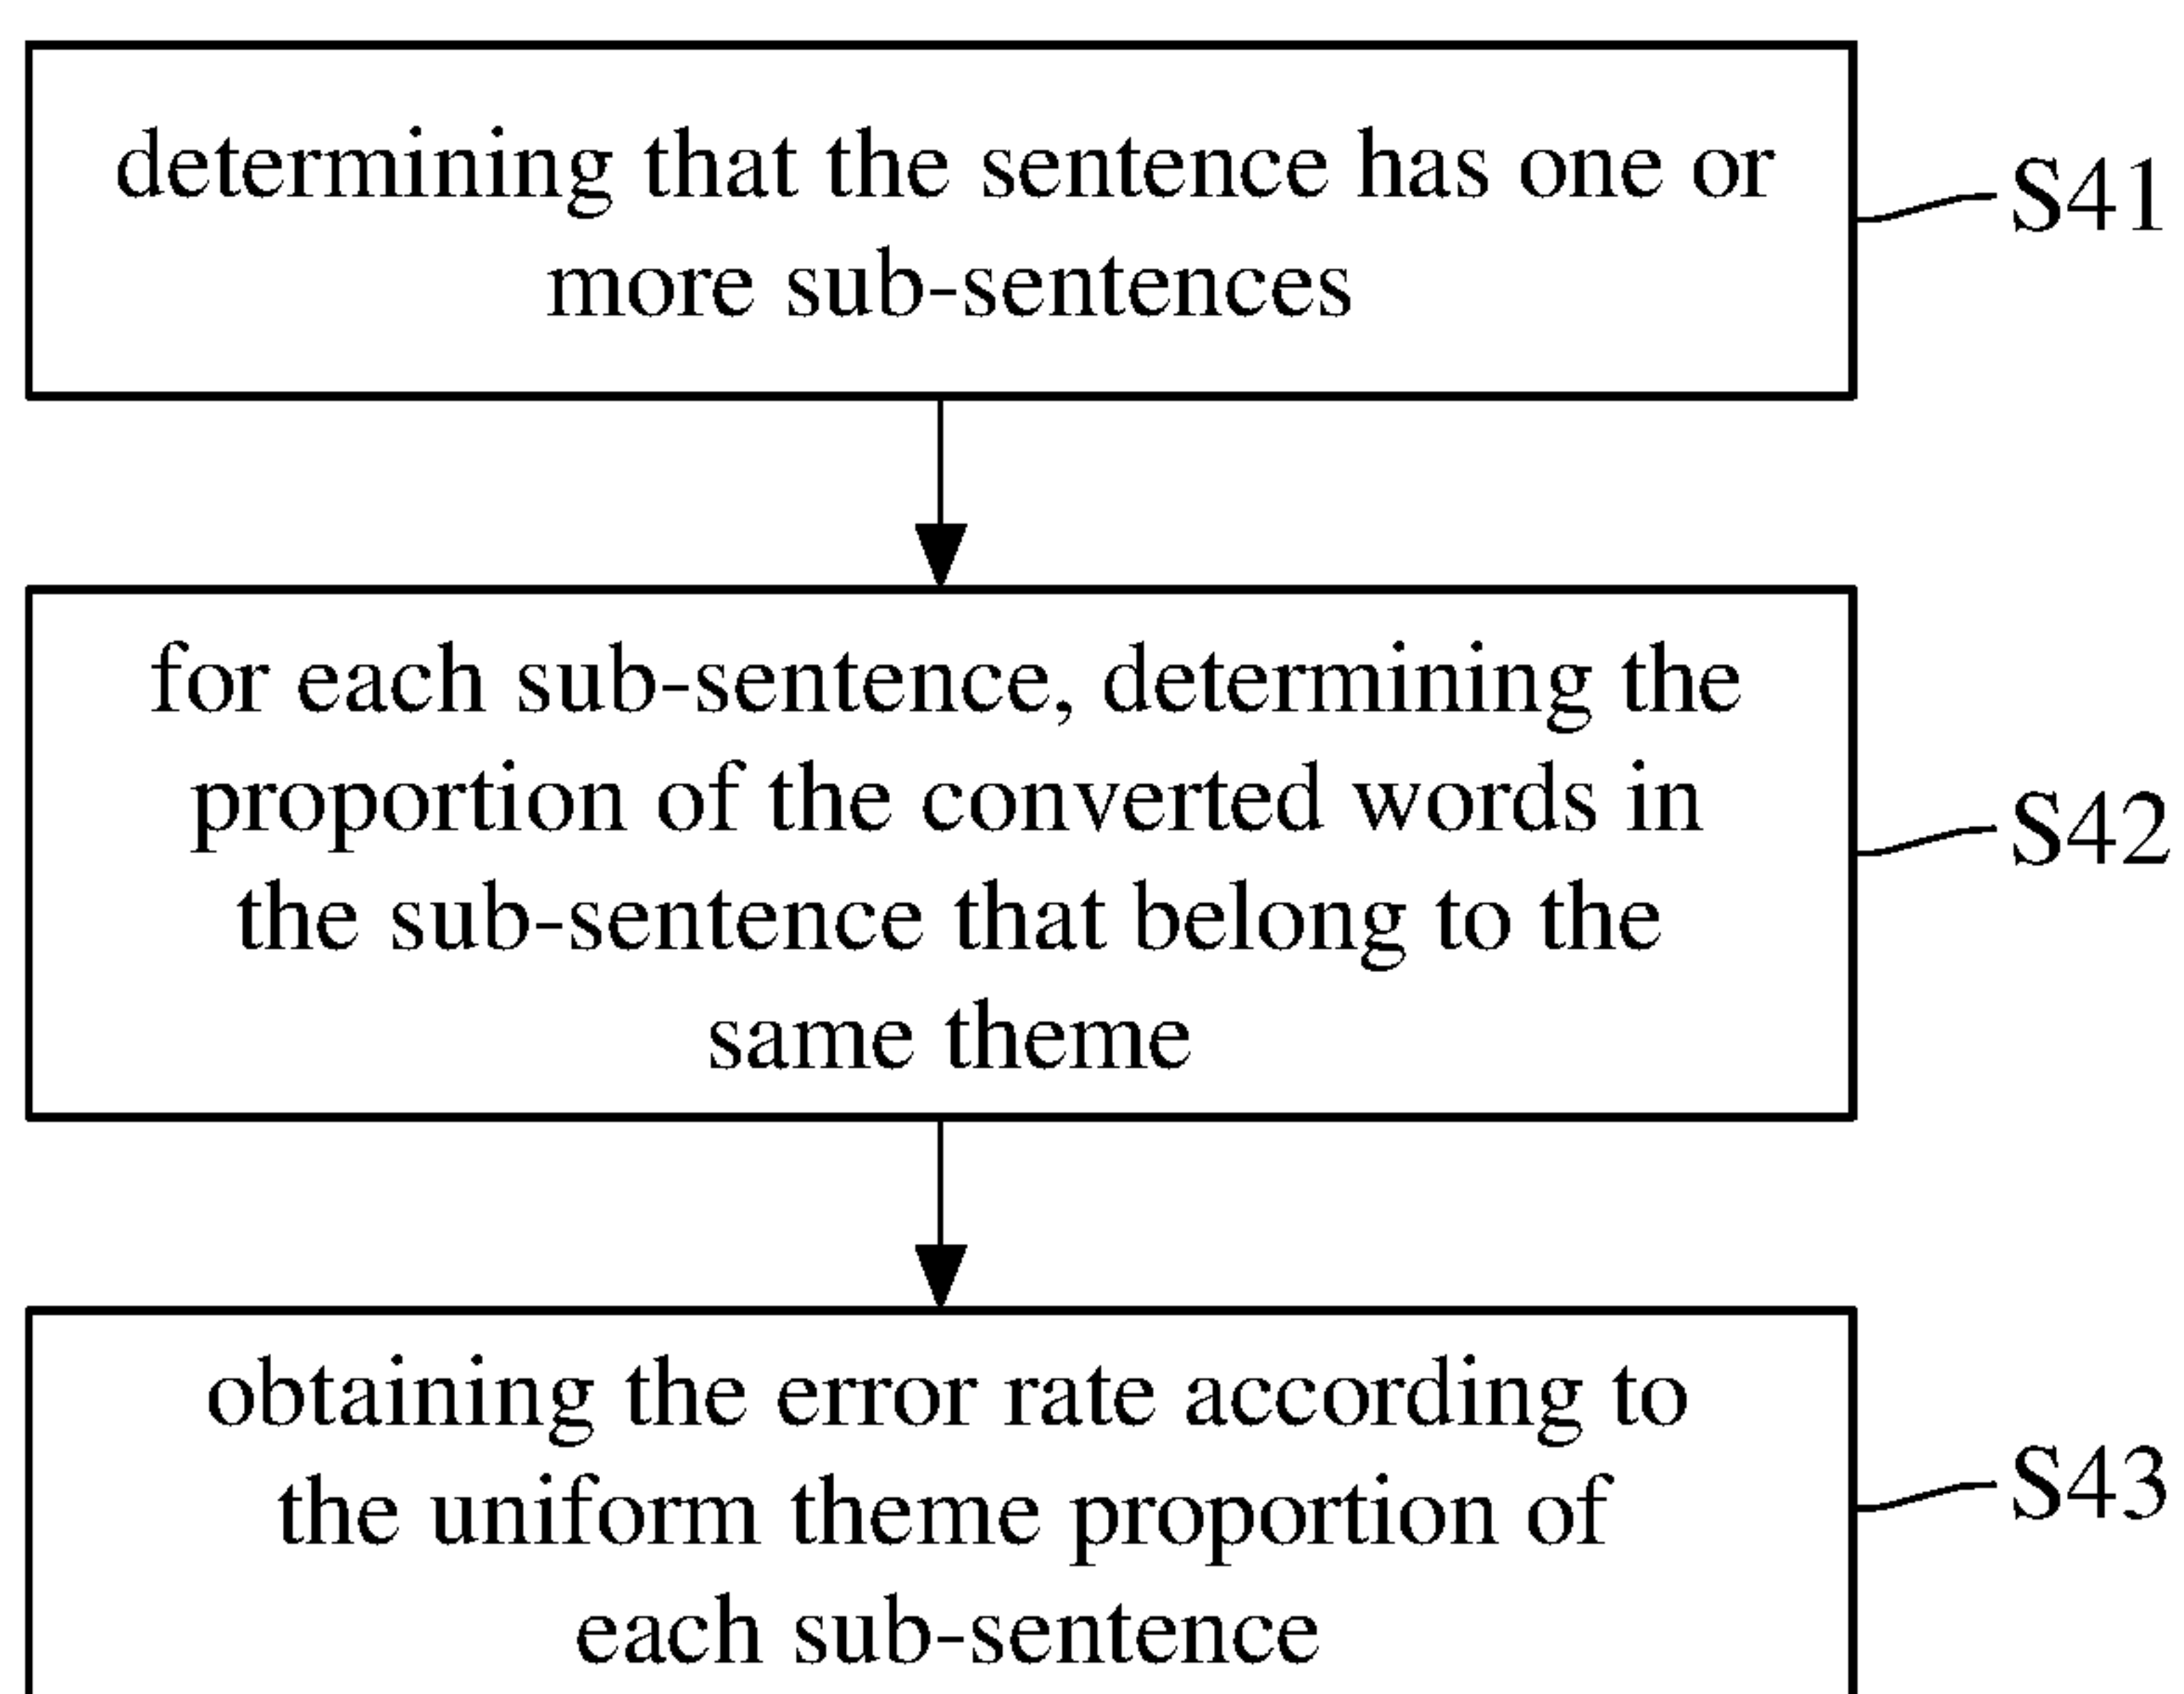 determining that the sentence has one or
more sub-sentences
S41
for each sub-sentence, determining the
proportion of the converted words in
the sub-sentence that belong to the
same theme
S42
obtaining the error rate according to
the uniform theme proportion of
each sub-sentence
S43